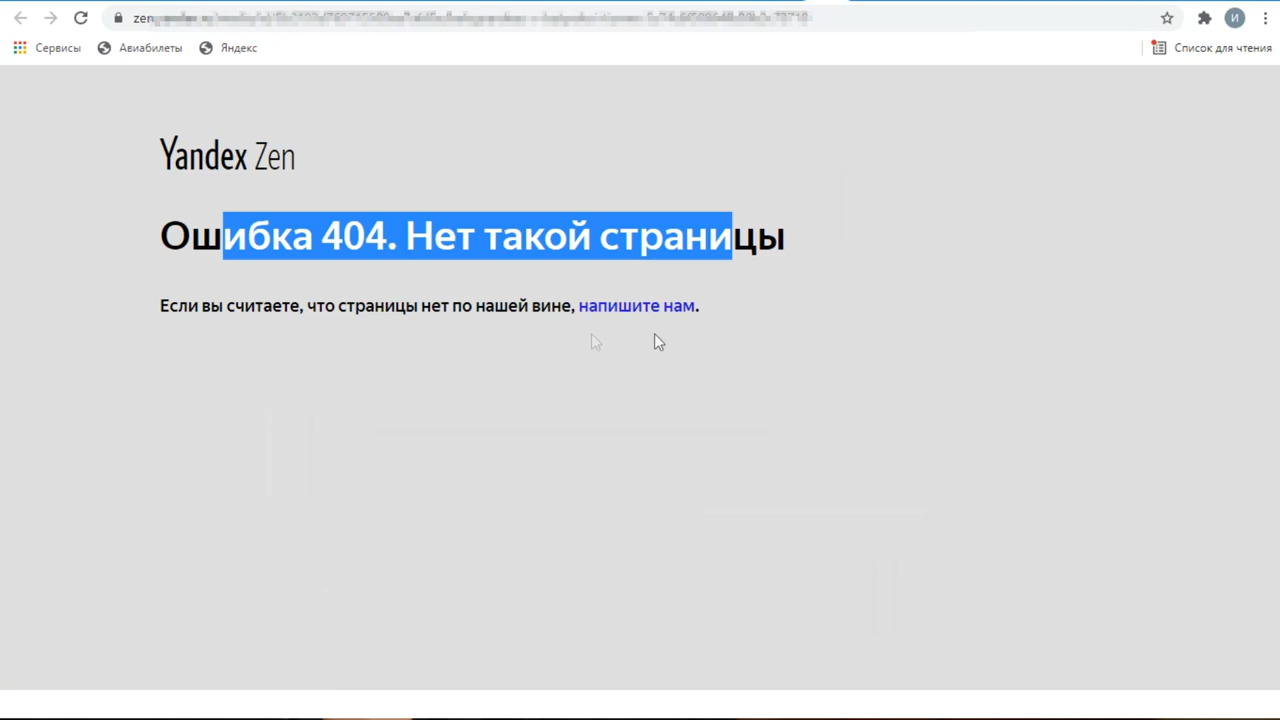 zen
Сервисы Авиабилеты Яндекс Список для чтения
И
Yandex Zen
Ошибка 404. Нет такой страницы
Если вы считаете, что страницы нет по нашей вине, напишите нам.